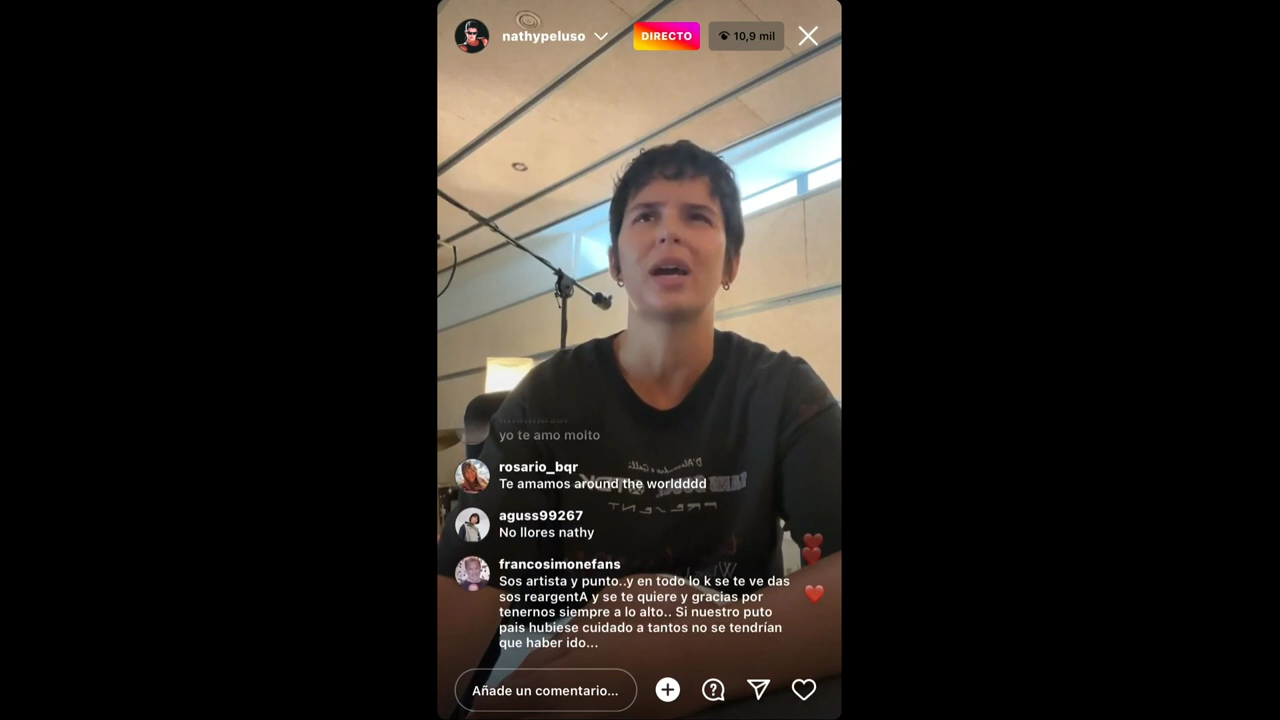 nathypeluso
DIRECTO
10,9 mil
yo te amo molto
rosario_bqr
Te amamos around the worldddd
aguss99267
No llores nathy
francosimonefans
Sos artista y punto..y en todo lo k se te ve das
sos reargentA y se te quiere y gracias por
tenernos siempre a lo alto.. Si nuestro puto
pais hubiese cuidado a tantos no se tendrían
que haber ido...
Añade un comentario...